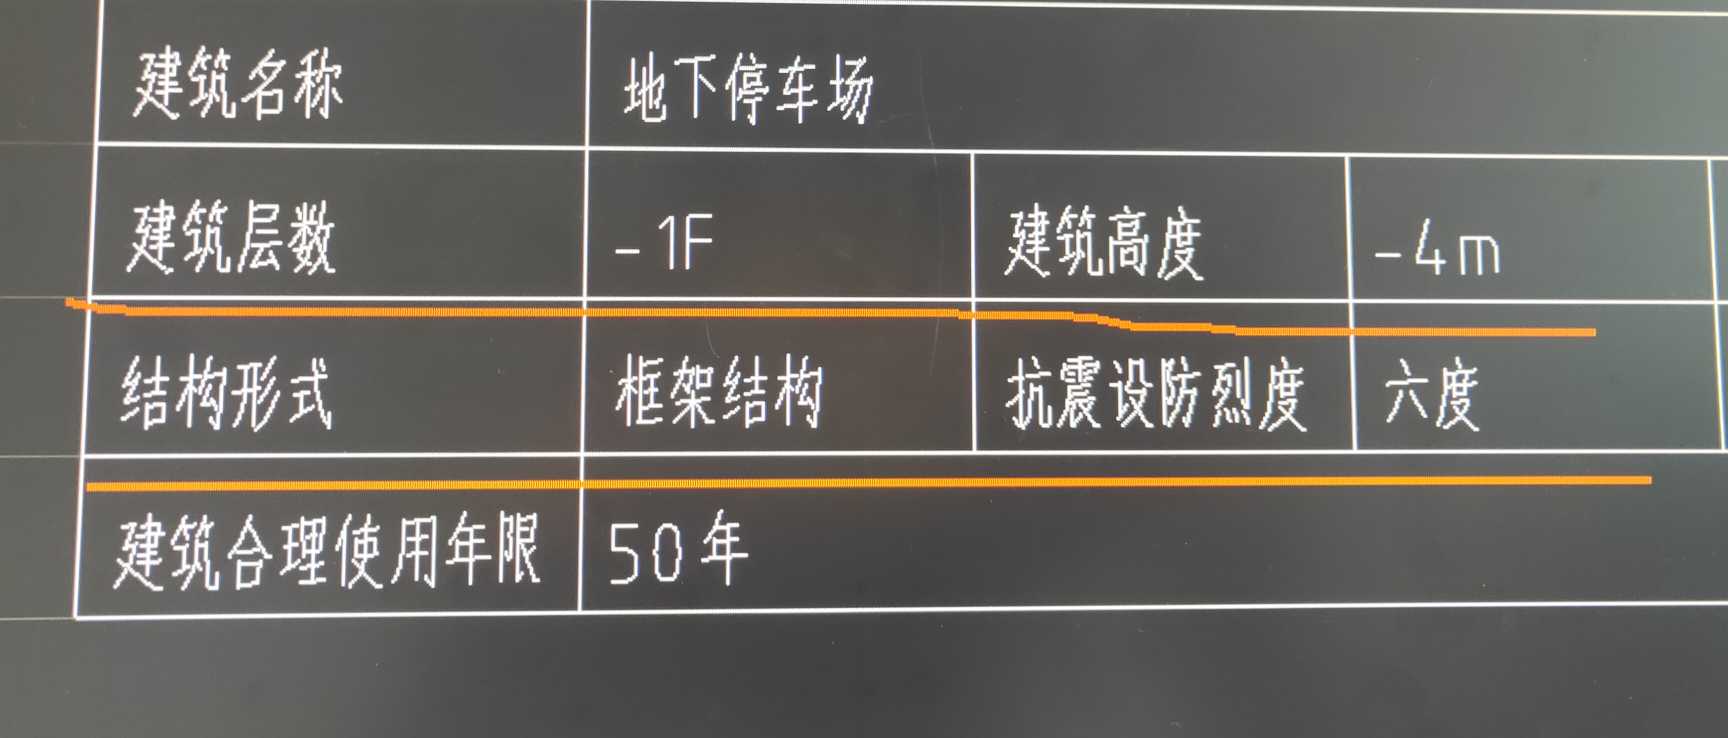 建筑名称 地下停车场
建筑层数 -1F 建筑高度 -4m
结构形式 框架结构 抗震设防烈度 六度
建筑合理使用年限 50年